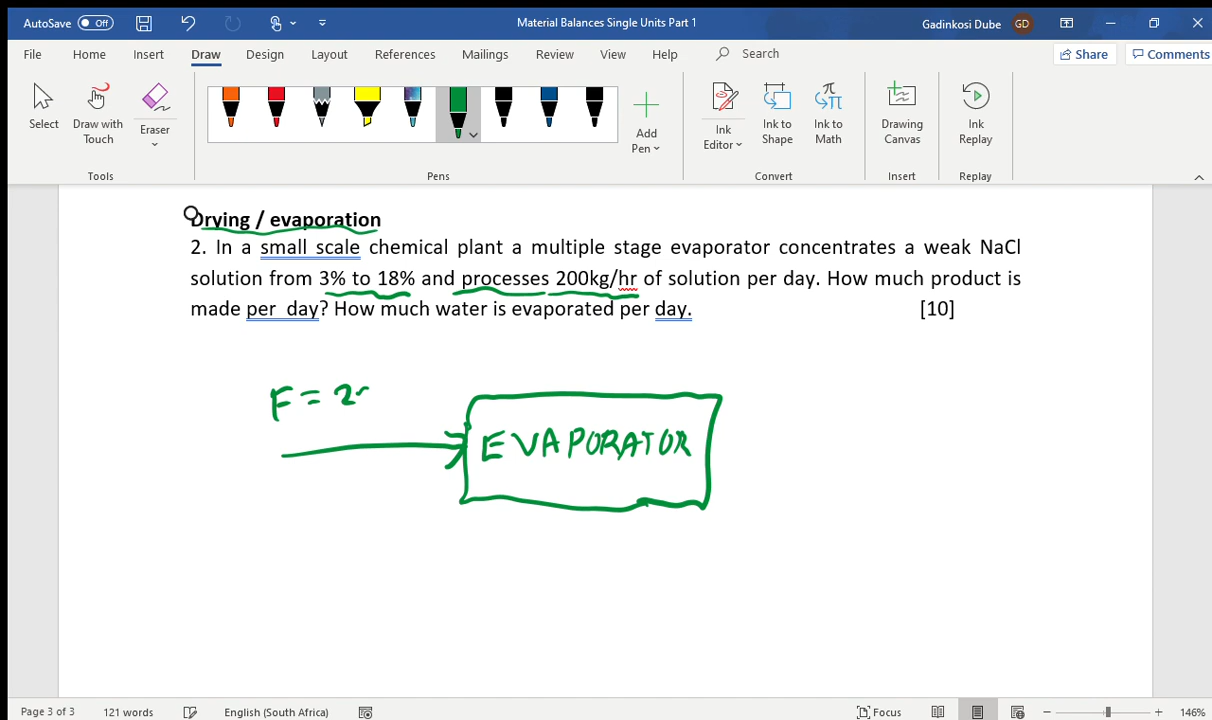 AutoSave Off Material Balances Single Units Part 1 Gadinkosi Dube GD
File Home Insert Draw Design Layout References Mailings Review View Help Search Share Comments
Select Draw with Touch Eraser Add Pen Ink Editor Ink to Shape Ink to Math Drawing Canvas Ink Replay
Tools Pens Convert Insert Replay
Drying / evaporation
2. In a small scale chemical plant a multiple stage evaporator concentrates a weak NaCl
solution from 3% to 18% and processes 200kg/hr of solution per day. How much product is
made per day? How much water is evaporated per day. [10]
F = 2
EVAPORATOR
Page 3 of 3 121 words English (South Africa) Focus 146%